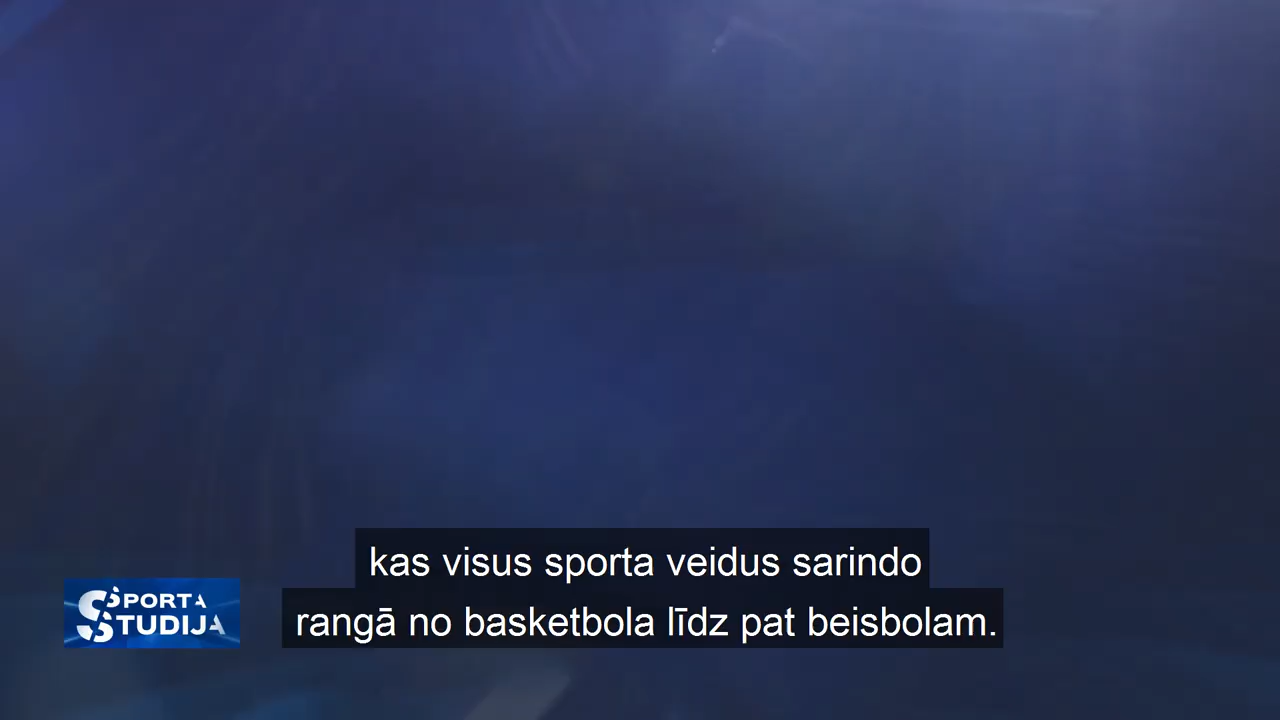 kas visus sporta veidus sarindo
rangā no basketbola līdz pat beisbolam.
SPORTA
STUDIJA